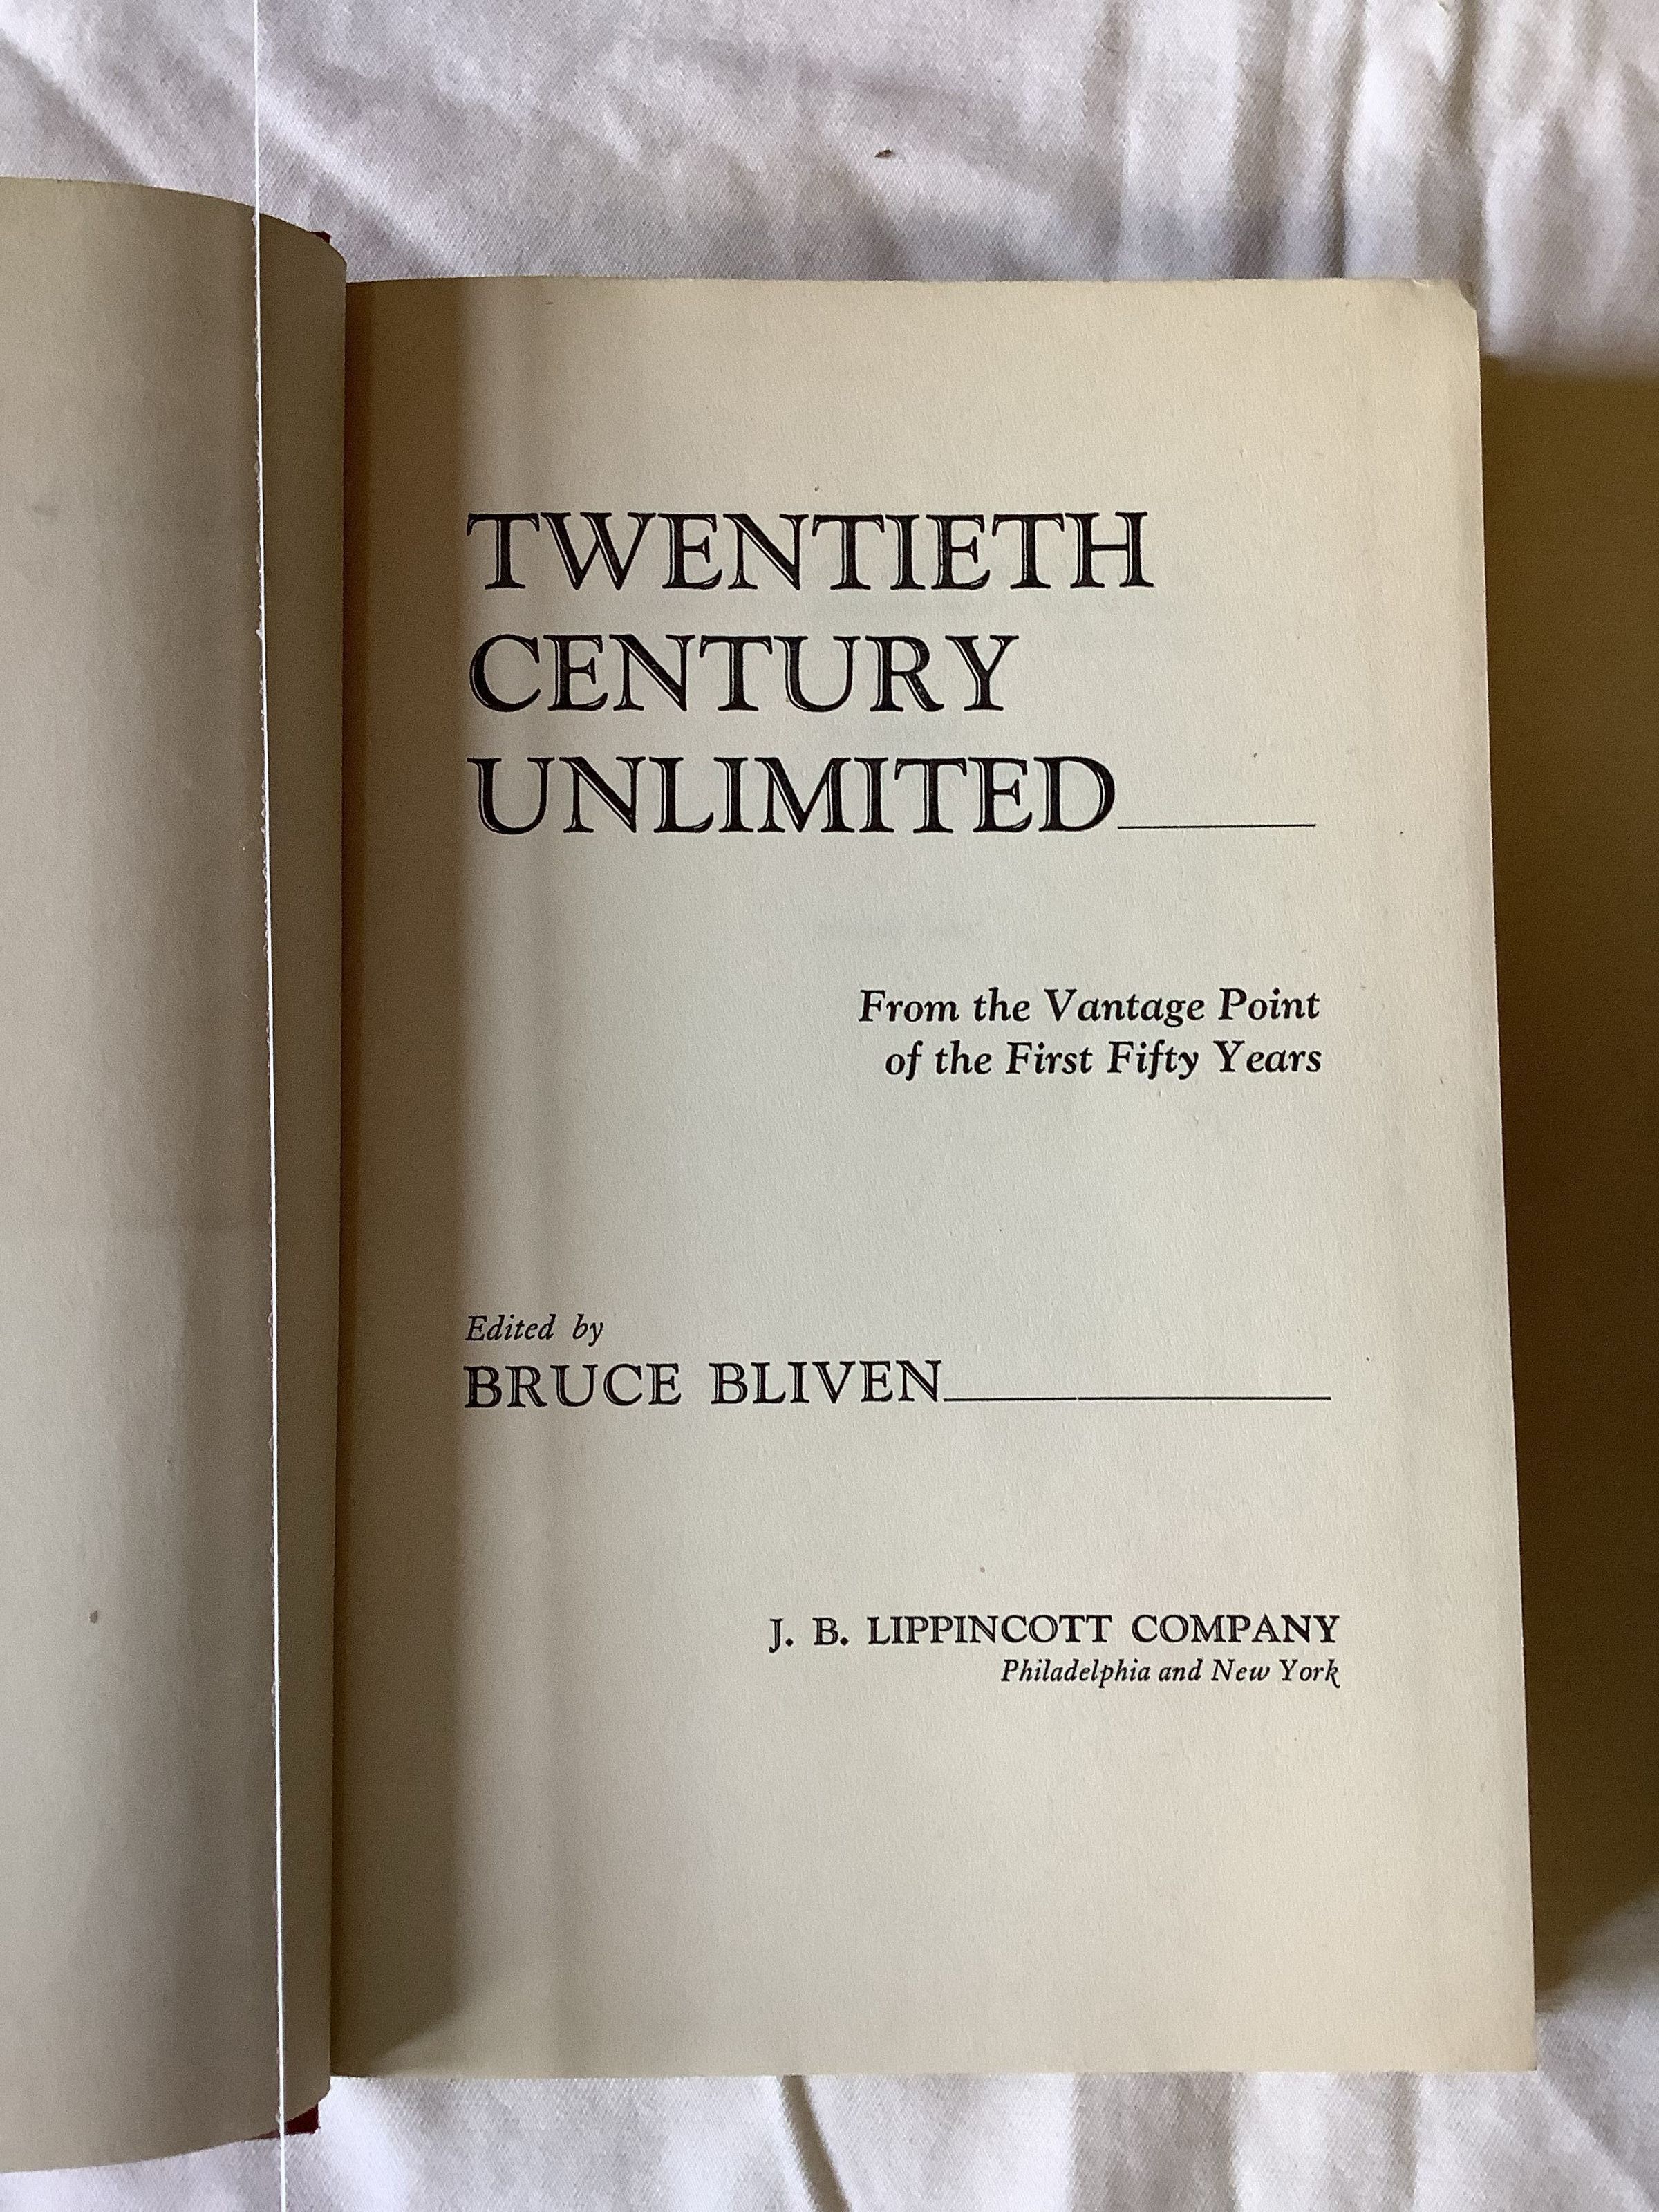 TWENTIETH
CENTURY
UNLIMITED
From the Vantage Point
of the First Fifty Years
Edited by
BRUCE BLIVEN
J. B. LIPPINCOTT COMPANY
Philadelphia and New York